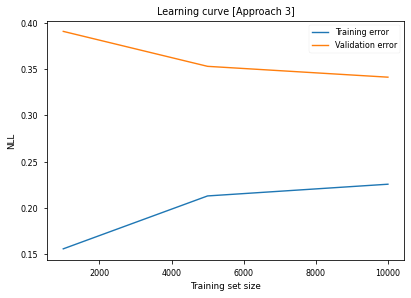 Learning curve [Approach 3]
Training error
Validation error
NLL
0.40
0.35
0.30
0.25
0.20
0.15
2000
4000
6000
8000
10000
Training set size